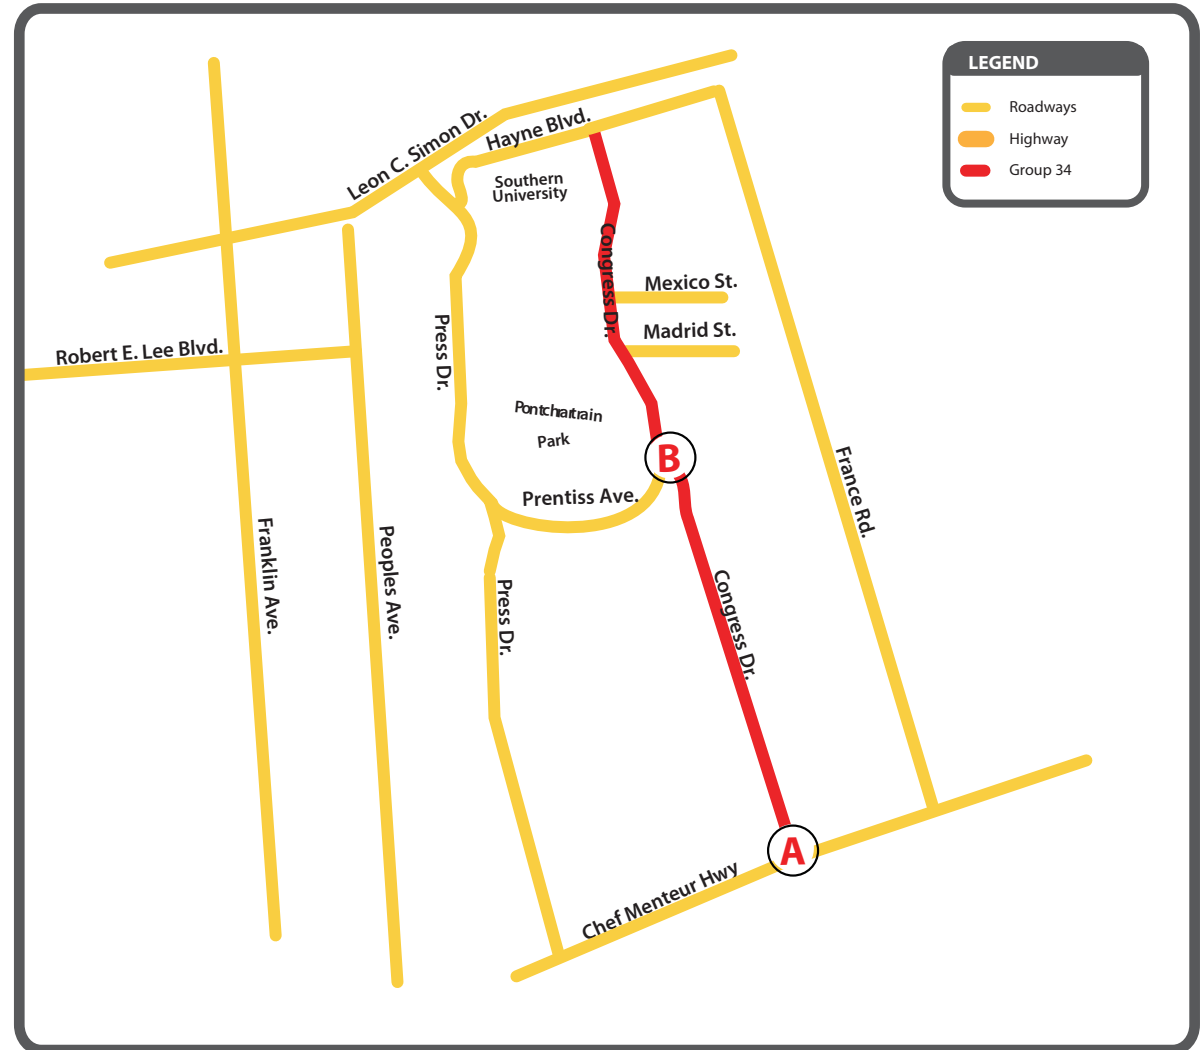 LEGEND
Roadways
Highway
Group 34
Leon C. Simon Dr.
Hayne Blvd.
Southern
University
Congress Dr.
Mexico St.
Madrid St.
Robert E. Lee Blvd.
Press Dr.
Pontchrartrain
Park
B
Prentiss Ave.
France Rd.
Franklin Ave.
Peoples Ave.
Press Dr.
Congress Dr.
A
Chef Menteur Hwy